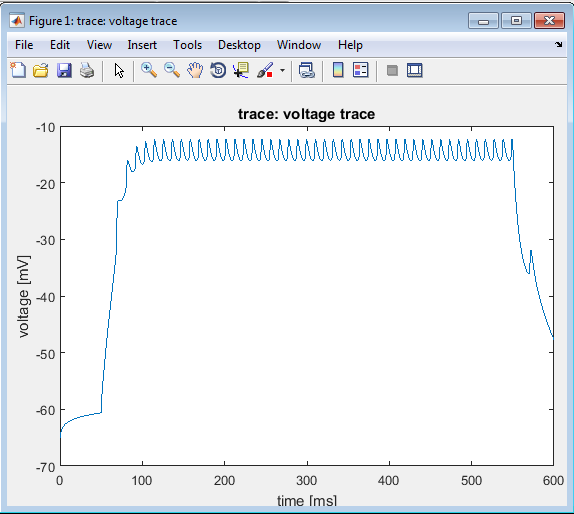 Figure 1: trace: voltage trace
File Edit View Insert Tools Desktop Window Help
trace: voltage trace
-10
-20
-30
-40
-50
-60
-70
voltage [mV]
0 100 200 300 400 500 600
time [ms]